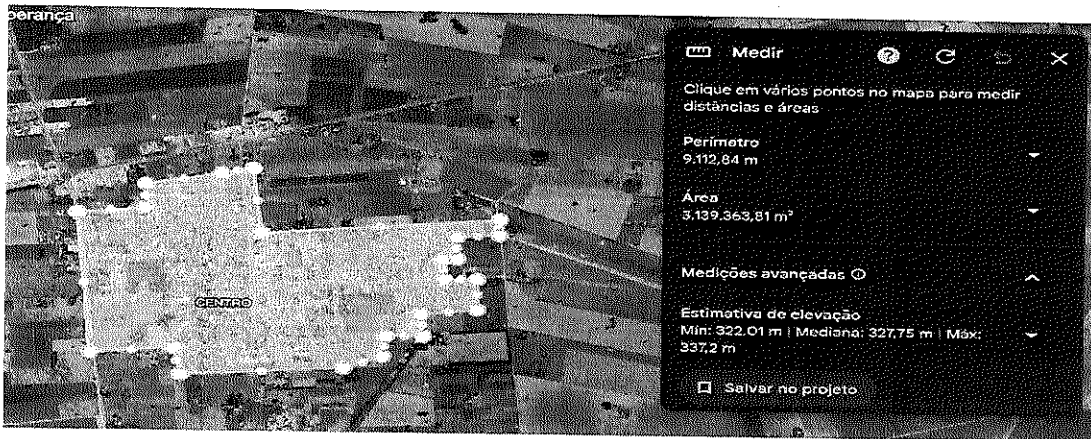 perança
CENTRO
Medir
Clique em vários pontos no mapa para medir
distâncias e áreas
Perímetro
9.112,84 m
Área
3.139.363,81 m²
Medições avançadas
Estimativa de elevação
Mín: 322,01 m | Mediana: 327,75 m | Máx:
337,2 m
Salvar no projeto